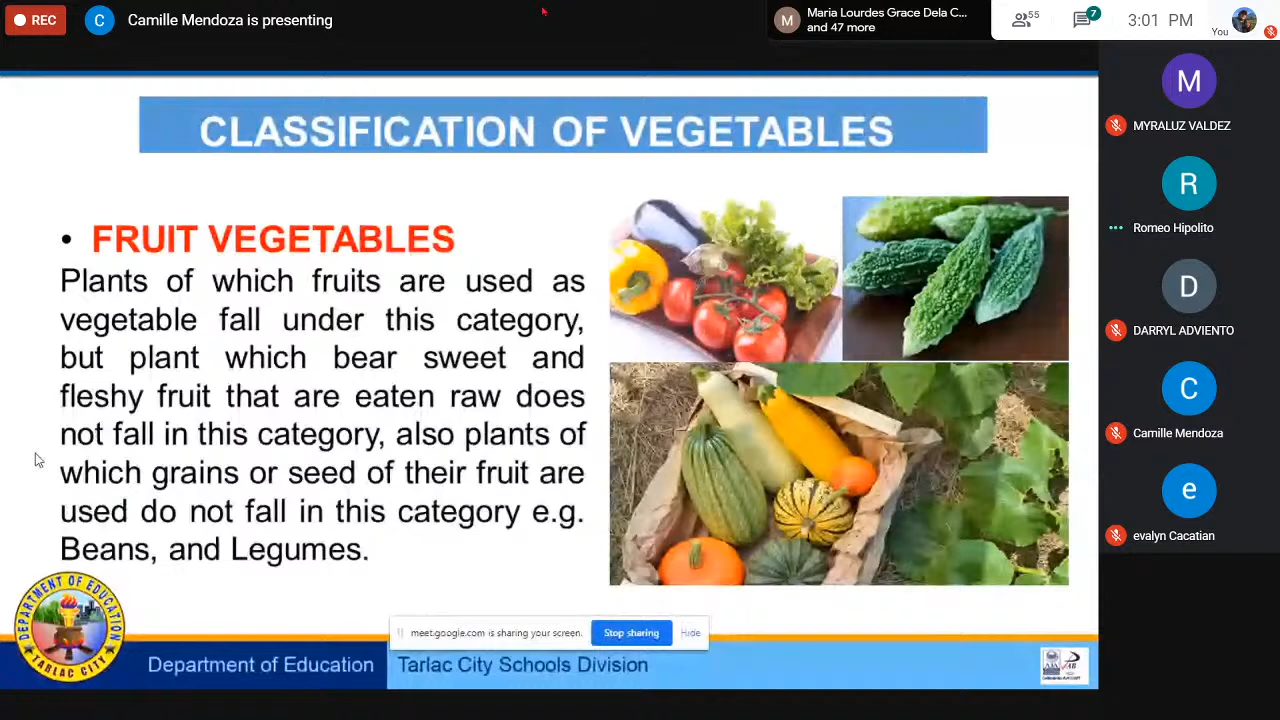 REC
C
Camille Mendoza is presenting
M
Maria Lourdes Grace Dela C...
and 47 more
55
7
3:01 PM
You
CLASSIFICATION OF VEGETABLES
• FRUIT VEGETABLES
Plants of which fruits are used as
vegetable fall under this category,
but plant which bear sweet and
fleshy fruit that are eaten raw does
not fall in this category, also plants of
which grains or seed of their fruit are
used do not fall in this category e.g.
Beans, and Legumes.
M
MYRALUZ VALDEZ
R
Romeo Hipolito
D
DARRYL ADVIENTO
C
Camille Mendoza
e
evalyn Cacatian
meet.google.com is sharing your screen.
Stop sharing
Hide
DEPARTMENT OF EDUCATION
TARLAC CITY
Department of Education
Tarlac City Schools Division